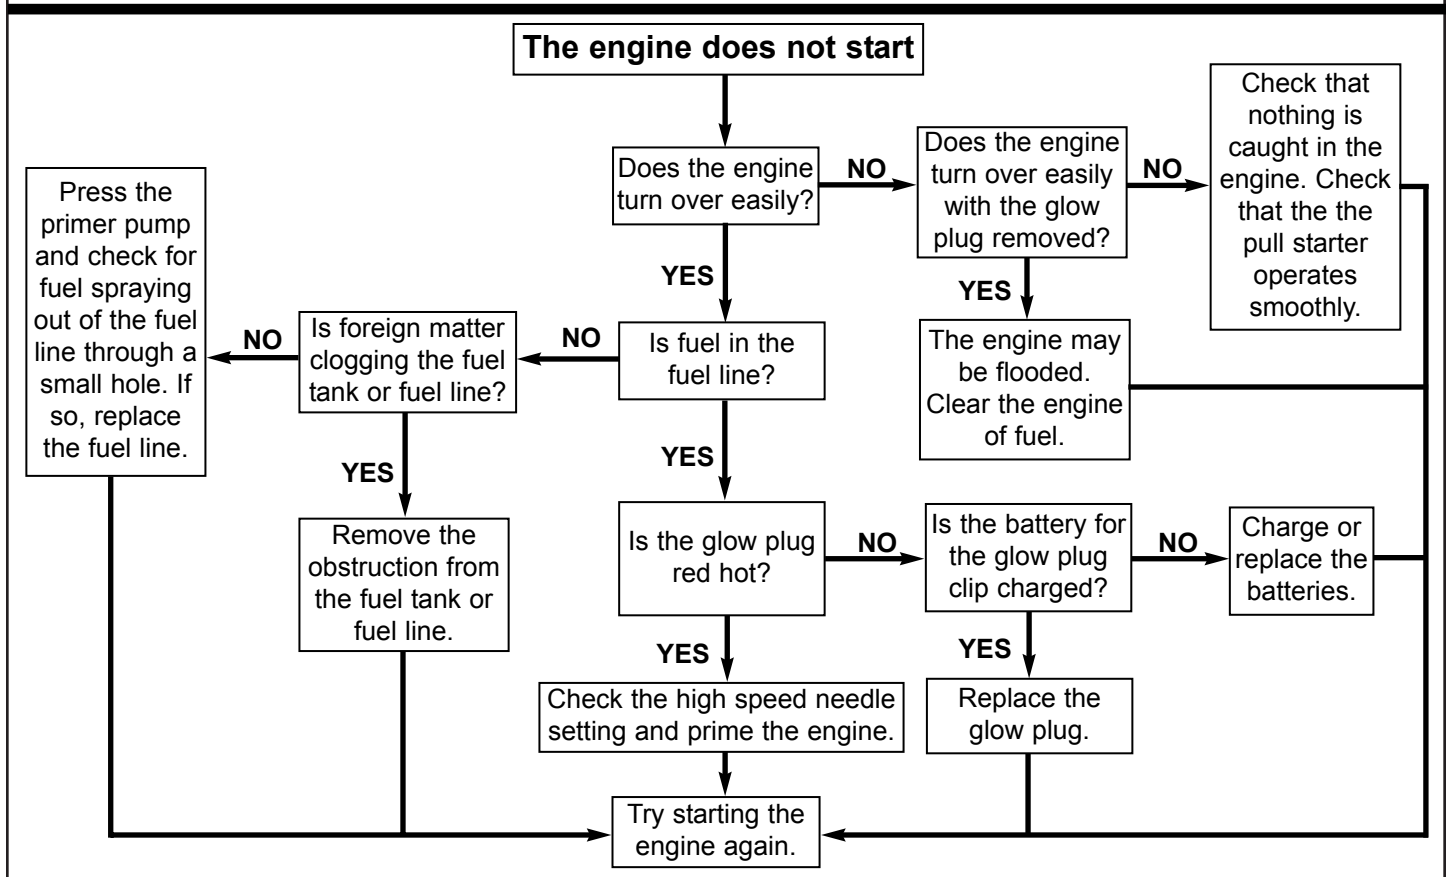 The engine does not start
Does the engine
turn over easily?
NO
Does the engine
turn over easily
with the glow
plug removed?
NO
Check that
nothing is
caught in the
engine. Check
that the the
pull starter
operates
smoothly.
YES
The engine may
be flooded.
Clear the engine
of fuel.
YES
Is fuel in the
fuel line?
NO
Is foreign matter
clogging the fuel
tank or fuel line?
NO
Press the
primer pump
and check for
fuel spraying
out of the fuel
line through a
small hole. If
so, replace
the fuel line.
YES
Remove the
obstruction from
the fuel tank or
fuel line.
YES
Is the glow plug
red hot?
NO
Is the battery for
the glow plug
clip charged?
NO
Charge or
replace the
batteries.
YES
Replace the
glow plug.
YES
Check the high speed needle
setting and prime the engine.
Try starting the
engine again.